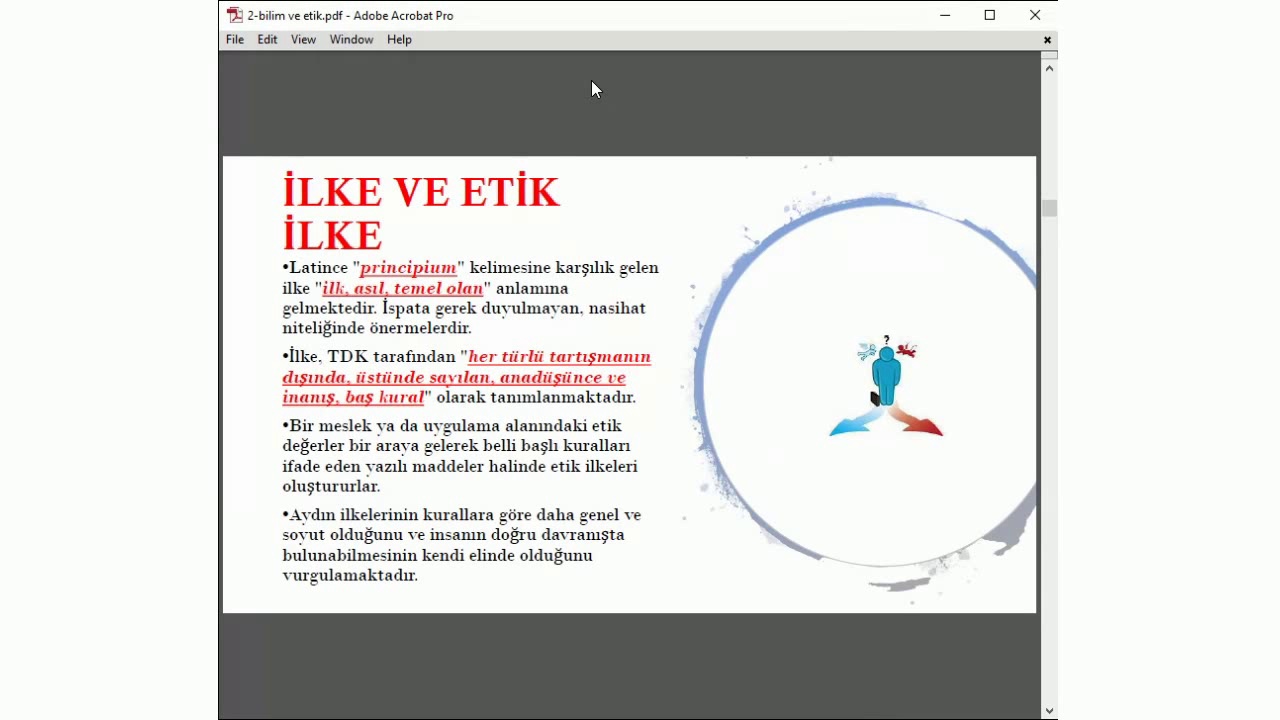 2-bilim ve etik.pdf - Adobe Acrobat Pro
File Edit View Window Help
İLKE VE ETİK
İLKE
•Latince "principium" kelimesine karşılık gelen
ilke "ilk, asıl, temel olan" anlamına
gelmektedir. İspata gerek duyulmayan, nasihat
niteliğinde önermelerdir.
•İlke, TDK tarafından "her türlü tartışmanın
dışında, üstünde sayılan, anadüşünce ve
inanış, baş kural" olarak tanımlanmaktadır.
•Bir meslek ya da uygulama alanındaki etik
değerler bir araya gelerek belli başlı kuralları
ifade eden yazılı maddeler halinde etik ilkeleri
oluştururlar.
•Aydın ilkelerinin kurallara göre daha genel ve
soyut olduğunu ve insanın doğru davranışta
bulunabilmesinin kendi elinde olduğunu
vurgulamaktadır.
?